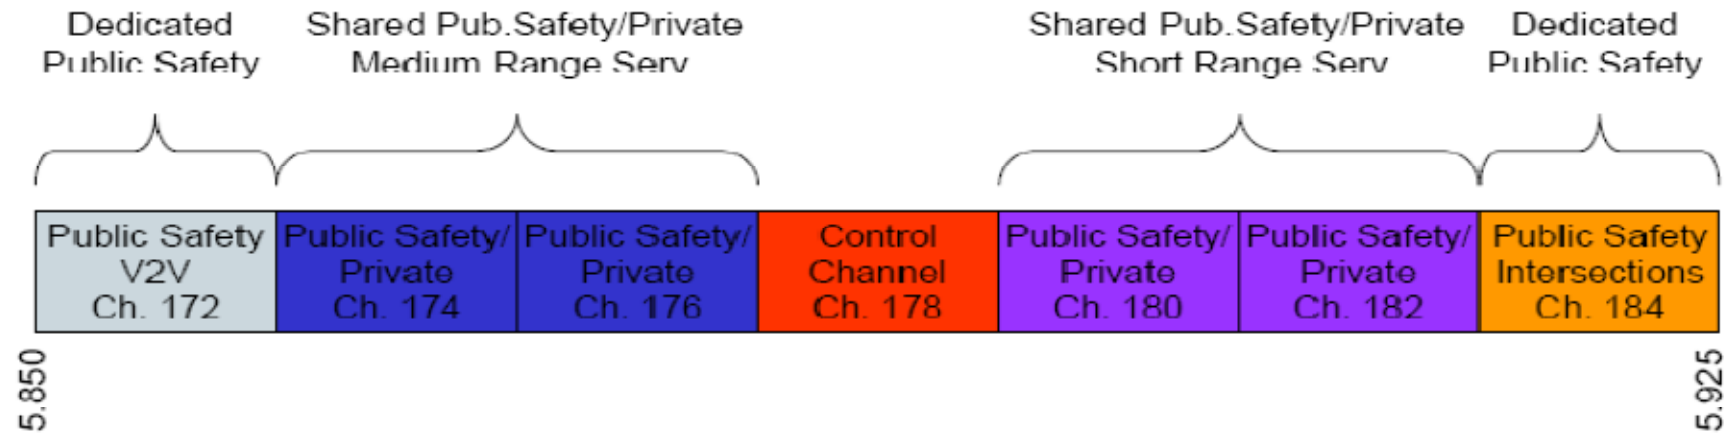 Dedicated
Public Safety
Shared Pub.Safety/Private
Medium Range Serv
Shared Pub.Safety/Private
Short Range Serv
Dedicated
Public Safety
Public Safety
V2V
Ch. 172
Public Safety/
Private
Ch. 174
Public Safety/
Private
Ch. 176
Control
Channel
Ch. 178
Public Safety/
Private
Ch. 180
Public Safety/
Private
Ch. 182
Public Safety
Intersections
Ch. 184
5.850
5.925